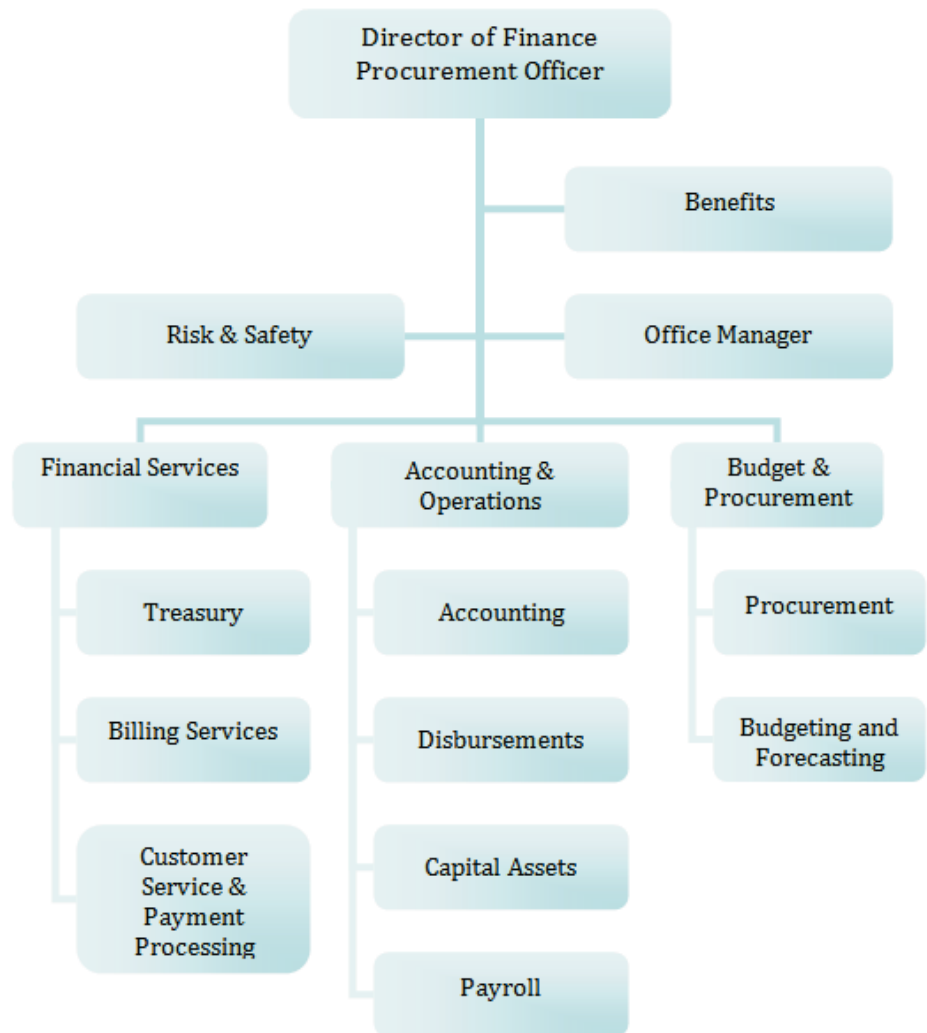 Director of Finance
Procurement Officer
Benefits
Risk & Safety
Office Manager
Financial Services
Accounting &
Operations
Budget &
Procurement
Treasury
Accounting
Procurement
Billing Services
Disbursements
Budgeting and
Forecasting
Customer
Service &
Payment
Processing
Capital Assets
Payroll